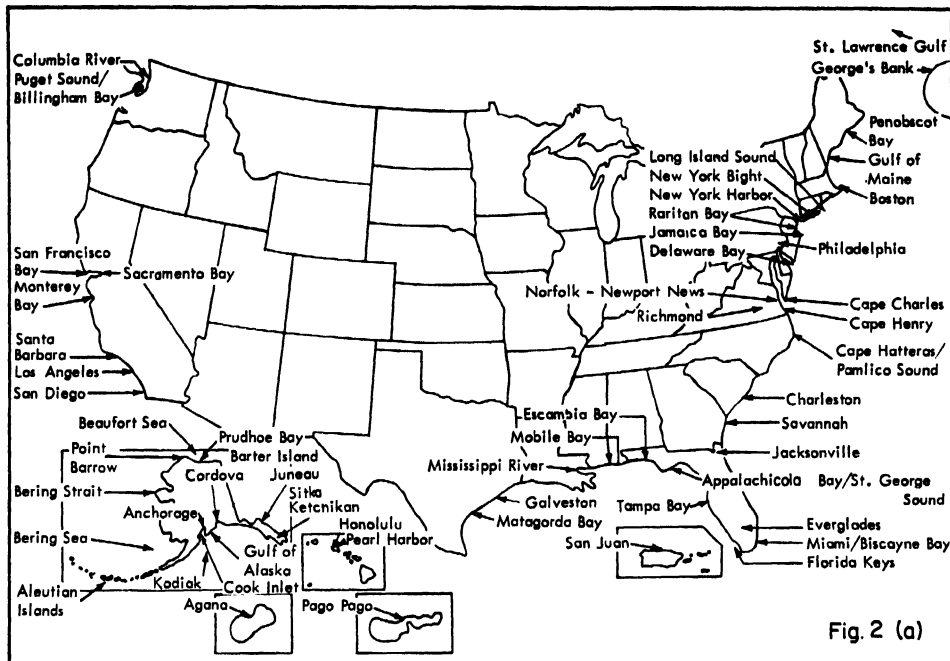 Columbia River
Puget Sound/
Billingham Bay
St. Lawrence Gulf
George's Bank
Penobscot
Bay
Gulf of
Maine
Boston
Long Island Sound
New York Bight
New York Harbor
Raritan Bay
Jamaica Bay
Delaware Bay
Philadelphia
Norfolk - Newport News
Richmond
Cape Charles
Cape Henry
Cape Hatteras/
Pamlico Sound
San Francisco
Bay
Sacramento Bay
Monterey
Bay
Santa
Barbara
Los Angeles
San Diego
Charleston
Savannah
Jacksonville
Escambia Bay
Mobile Bay
Mississippi River
Appalachicola Bay/St. George
Sound
Galveston
Matagorda Bay
Tampa Bay
Everglades
Miami/Biscayne Bay
Florida Keys
Beaufort Sea
Point
Barrow
Prudhoe Bay
Barter Island
Cordova
Juneau
Sitka
Ketcnikan
Bering Strait
Anchorage
Bering Sea
Gulf of
Alaska
Kodiak
Cook Inlet
Aleutian
Islands
Honolulu
Pearl Harbor
San Juan
Agana
Pago Pago
Fig. 2 (a)